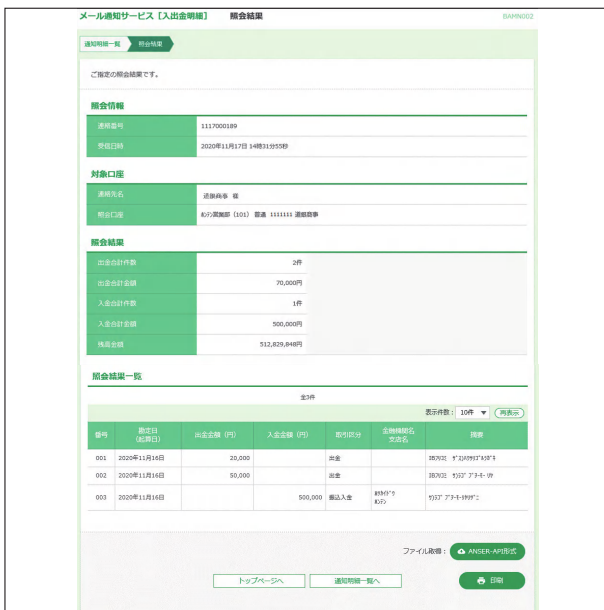 メール通知サービス［入出金明細］ 照会結果 BAMN002
通知明細一覧 照会結果
ご指定の照会結果です。
照会情報
連絡番号 1117000189
受信日時 2020年11月17日 14時31分55秒
対象口座
連絡先名 道銀商事 様
照会口座 ﾎﾝﾃﾝ営業部（101） 普通 1111111 道銀商事
照会結果
出金合計件数 2件
出金合計金額 70,000円
入金合計件数 1件
入金合計金額 500,000円
残高金額 512,829,848円
照会結果一覧
全3件
表示件数： 10件 再表示
番号 勘定日（起算日） 出金金額（円） 入金金額（円） 取引区分 金融機関名 支店名 摘要
001 2020年11月16日 20,000 出金
002 2020年11月16日 50,000 出金
003 2020年11月16日 500,000 振込入金 ﾎﾝﾃﾝ
ファイル取得： ANSER-API形式
トップページへ 通知明細一覧へ 印刷